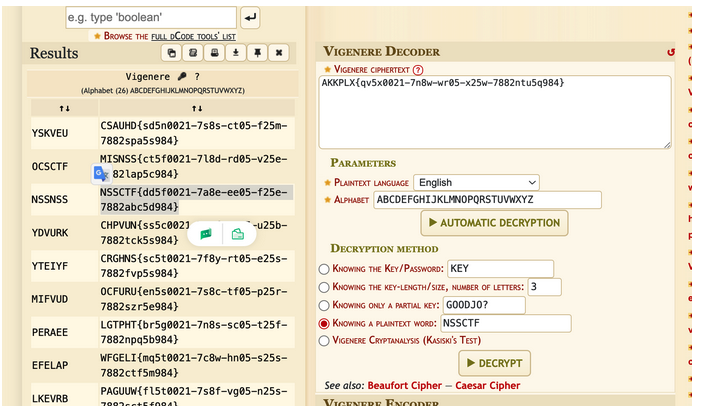 e.g. type 'boolean'
★ Browse the full dCode tools' list
Results
Vigenere ?
(Alphabet (26) ABCDEFGHIJKLMNOPQRSTUVWXYZ)
↑↓ ↑↓
YSKVEU CSAUHD{sd5n0021-7s8s-ct05-f25m-
7882spa5s984}
OCSCTF MISNSS{ct5f0021-7l8d-rd05-v25e-
82lap5c984}
NSSNSS NSSCTF{dd5f0021-7a8e-ee05-f25e-
7882abc5d984}
YDVURK CHPVUN{ss5c00
-u25b-
7882tck5s984}
YTEIYF CRGHNS{sc5t0021-7f8y-rt05-e25s-
7882fvp5s984}
MIFVUD OCFURU{en5s0021-7s8c-tf05-p25r-
7882szr5e984}
PERAEE LGTPHT{br5g0021-7n8s-sc05-t25f-
7882npq5b984}
EFELAP WFGELI{mq5t0021-7c8w-hn05-s25s-
7882ctf5m984}
LKEVRB PAGUUW{fl5t0021-7s8f-vg05-n25s-
Vigenere Decoder
★ Vigenere ciphertext ?
AKKPLX{qv5x0021-7n8w-wr05-x25w-7882ntu5q984}
Parameters
★ Plaintext language English
★ Alphabet ABCDEFGHIJKLMNOPQRSTUVWXYZ
▶ AUTOMATIC DECRYPTION
Decryption method
Knowing the Key/Password: KEY
Knowing the key-length/size, number of letters: 3
Knowing only a partial key: GOODJO?
Knowing a plaintext word: NSSCTF
Vigenere Cryptanalysis (Kasiski's Test)
▶ DECRYPT
See also: Beaufort Cipher — Caesar Cipher
Vigenere Encoder